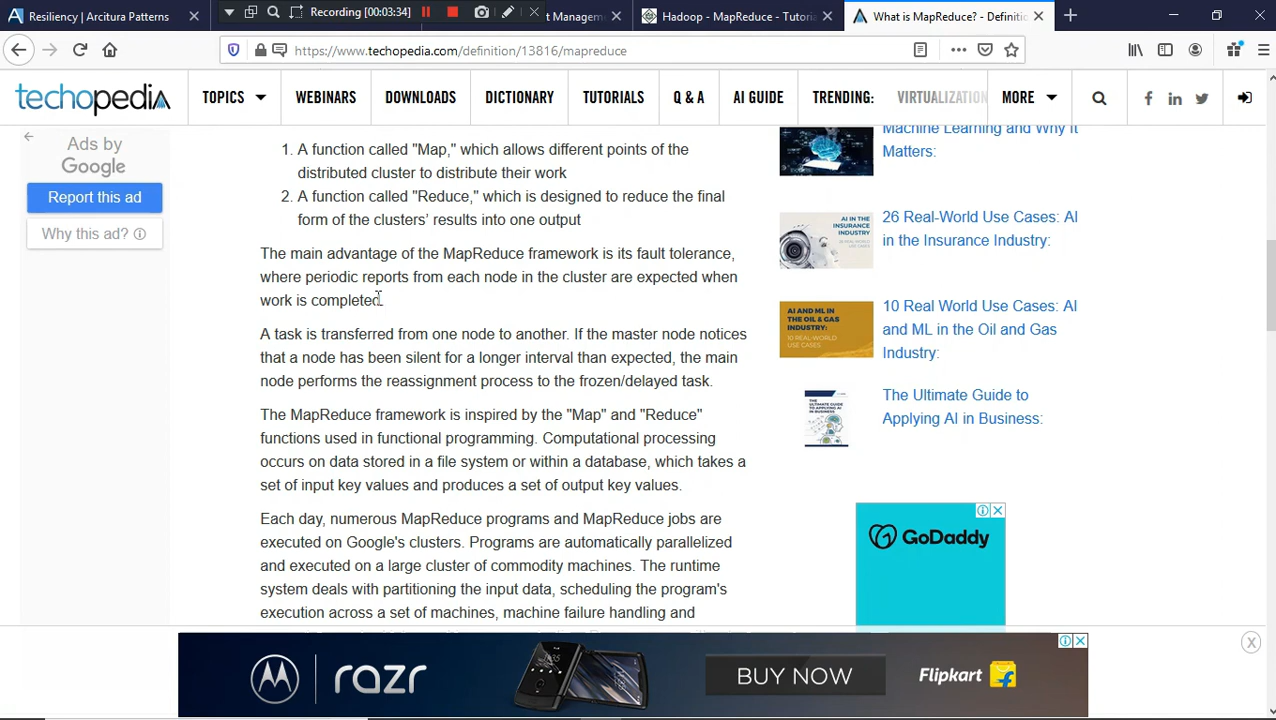 Resiliency | Arcitura Patterns
Recording [00:03:34]
t Managem
Hadoop - MapReduce - Tutori
What is MapReduce? - Definitio
https://www.techopedia.com/definition/13816/mapreduce
techopedia
TOPICS
WEBINARS
DOWNLOADS
DICTIONARY
TUTORIALS
Q & A
AI GUIDE
TRENDING:
VIRTUALIZATION
MORE
Ads by
Google
Report this ad
Why this ad?
1. A function called "Map," which allows different points of the
distributed cluster to distribute their work
2. A function called "Reduce," which is designed to reduce the final
form of the clusters' results into one output
The main advantage of the MapReduce framework is its fault tolerance,
where periodic reports from each node in the cluster are expected when
work is completed.
A task is transferred from one node to another. If the master node notices
that a node has been silent for a longer interval than expected, the main
node performs the reassignment process to the frozen/delayed task.
The MapReduce framework is inspired by the "Map" and "Reduce"
functions used in functional programming. Computational processing
occurs on data stored in a file system or within a database, which takes a
set of input key values and produces a set of output key values.
Each day, numerous MapReduce programs and MapReduce jobs are
executed on Google's clusters. Programs are automatically parallelized
and executed on a large cluster of commodity machines. The runtime
system deals with partitioning the input data, scheduling the program's
execution across a set of machines, machine failure handling and
Machine Learning and Why It
Matters:
AI IN THE
INSURANCE
INDUSTRY
26 Real-World Use Cases: AI
in the Insurance Industry:
AI AND ML IN
THE OIL & GAS
INDUSTRY:
10 Real World Use Cases: AI
and ML in the Oil and Gas
Industry:
The Ultimate Guide to
Applying AI in Business:
GoDaddy
razr
BUY NOW
Flipkart